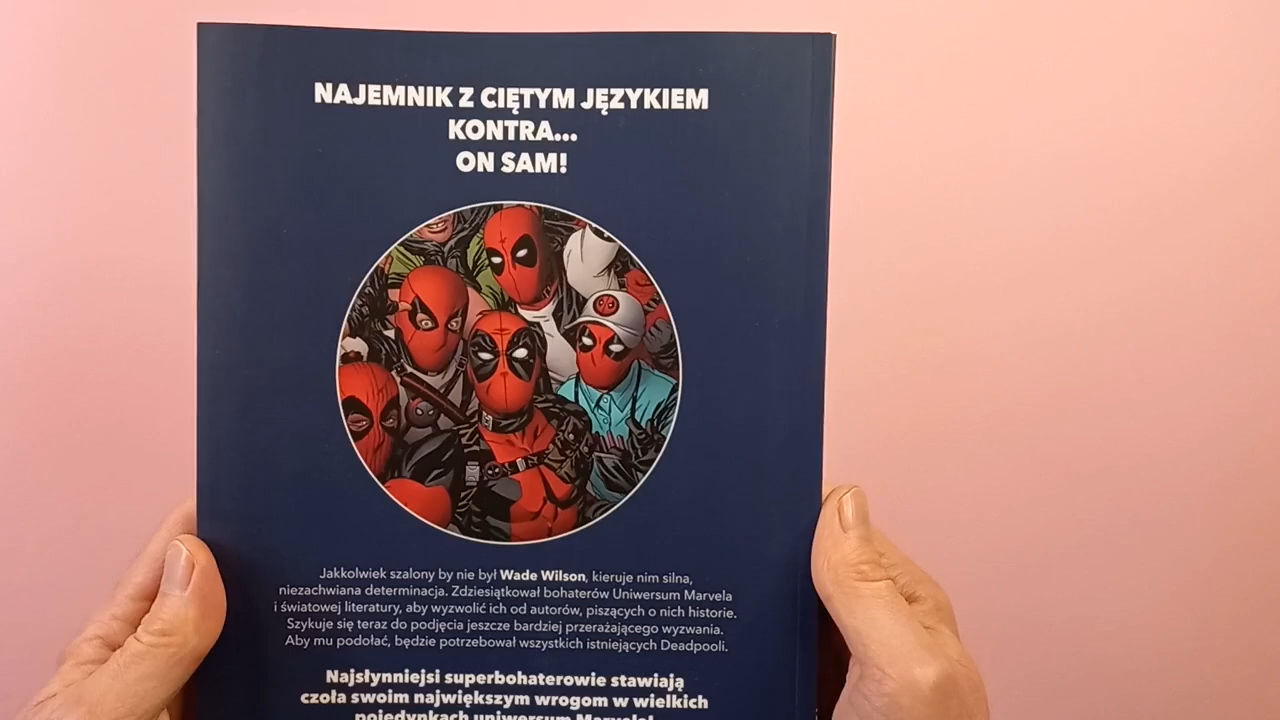 NAJEMNIK Z CIĘTYM JĘZYKIEM
KONTRA...
ON SAM!
Jakkolwiek szalony by nie był Wade Wilson, kieruje nim silna,
niezachwiana determinacja. Zdziesiątkował bohaterów Uniwersum Marvela
i światowej literatury, aby wyzwolić ich od autorów, piszących o nich historie.
Szykuje się teraz do podjęcia jeszcze bardziej przerażającego wyzwania.
Aby mu podołać, będzie potrzebował wszystkich istniejących Deadpooli.
Najsłynniejsi superbohaterowie stawiają
czoła swoim największym wrogom w wielkich
pojedynkach uniwersum Marvela!